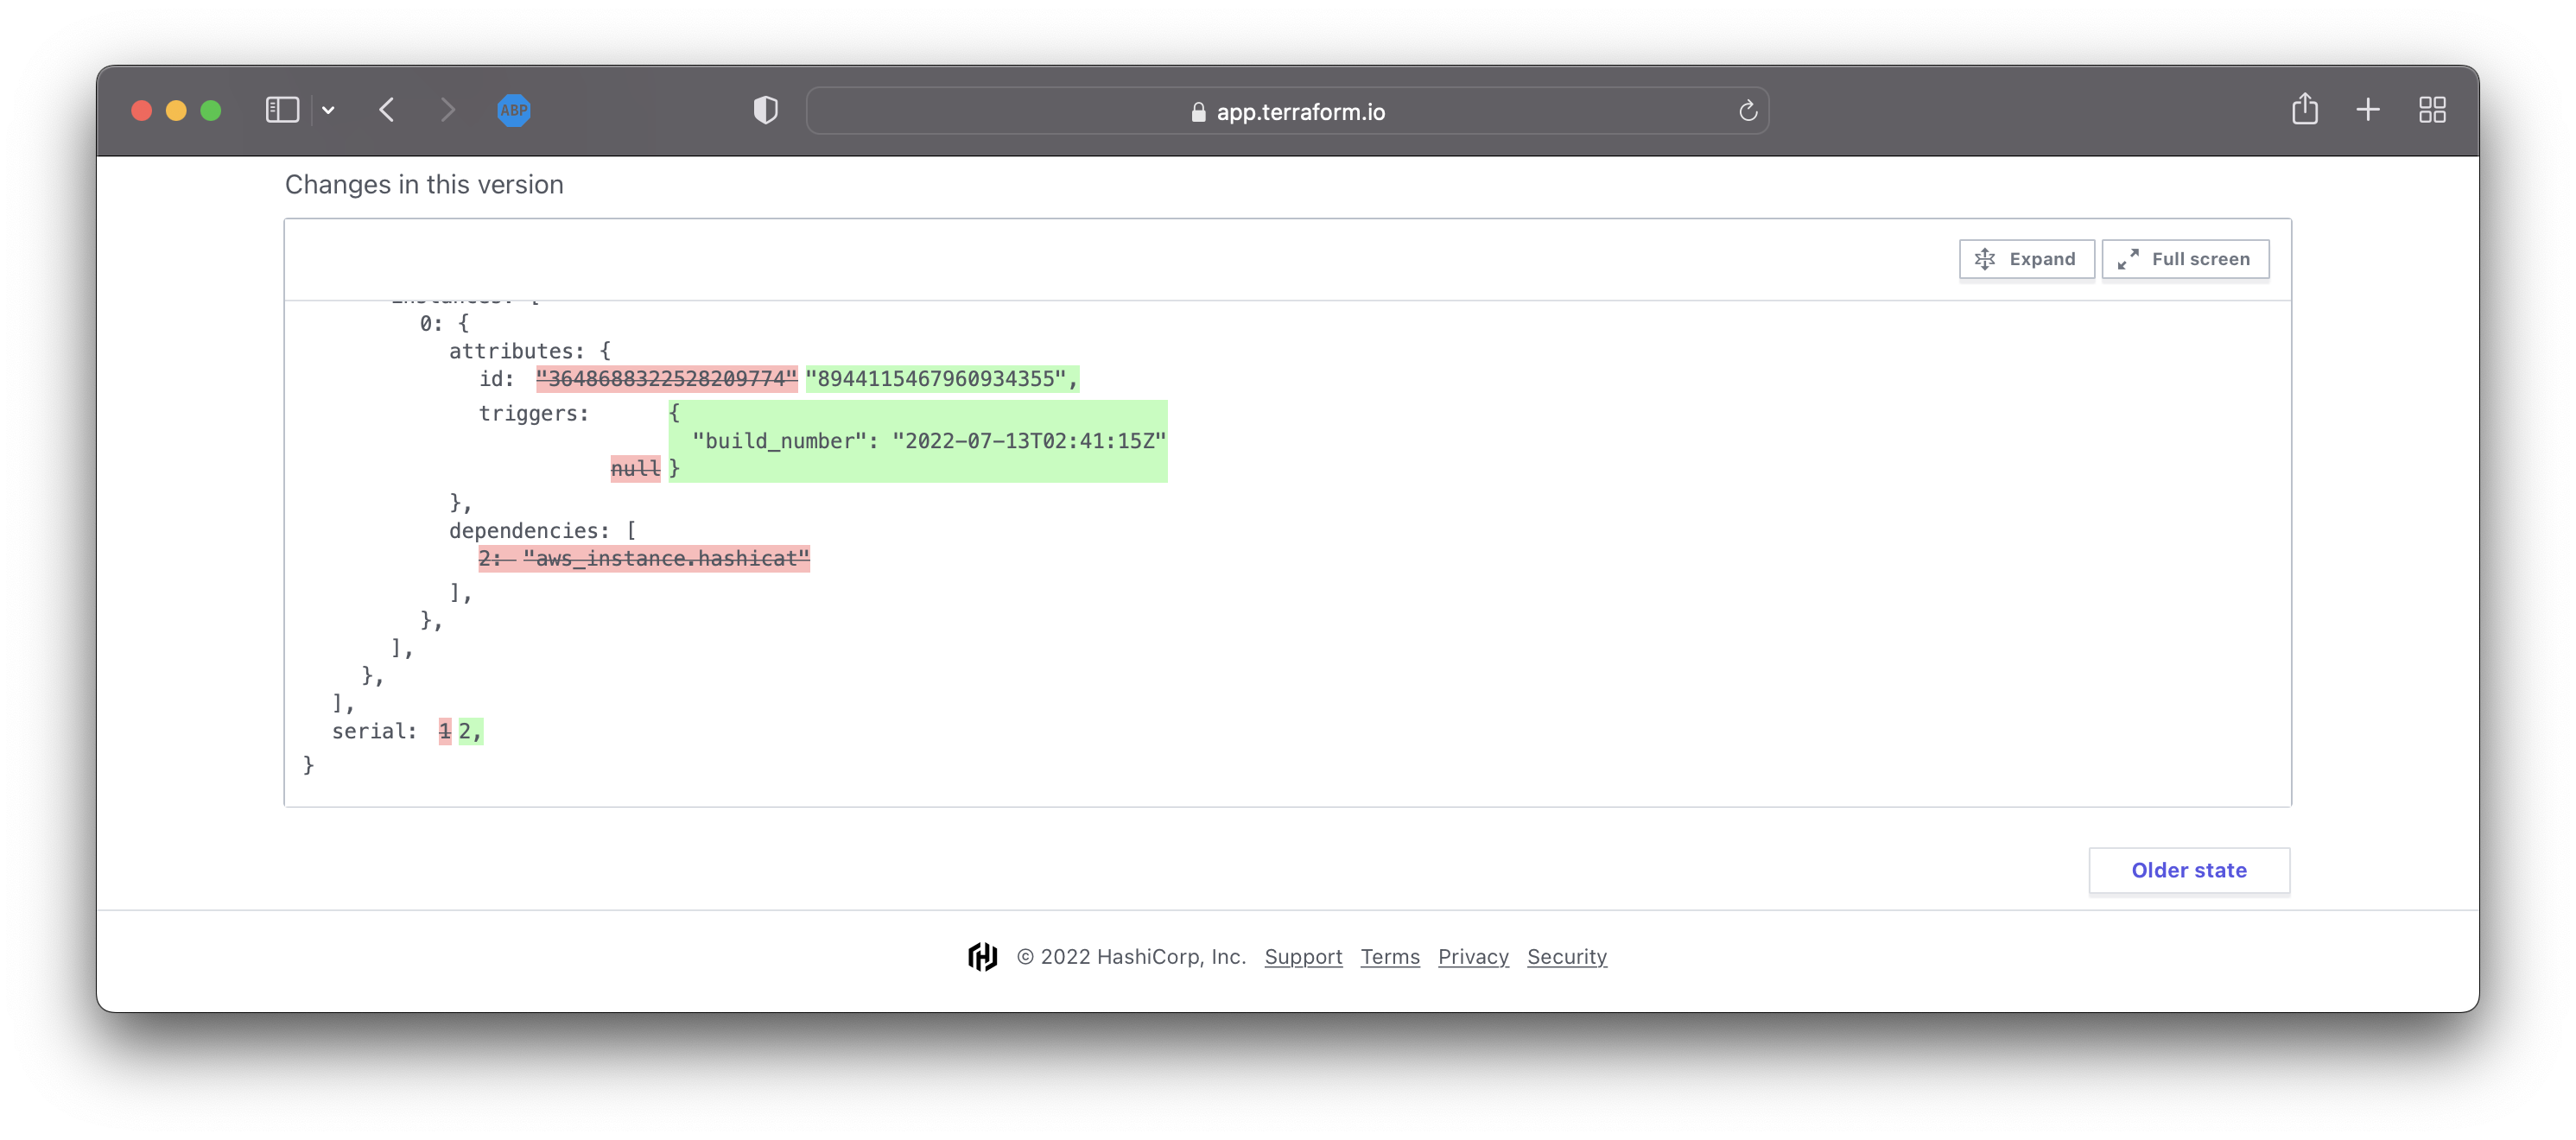 ABP
app.terraform.io
Changes in this version
Expand
Full screen
instances: [
0: {
attributes: {
id: "3648688322528209774" "8944115467960934355",
triggers: {
"build_number": "2022-07-13T02:41:15Z"
null }
},
dependencies: [
2: "aws_instance.hashicat"
],
},
],
},
],
serial: 1 2,
}
Older state
© 2022 HashiCorp, Inc. Support Terms Privacy Security